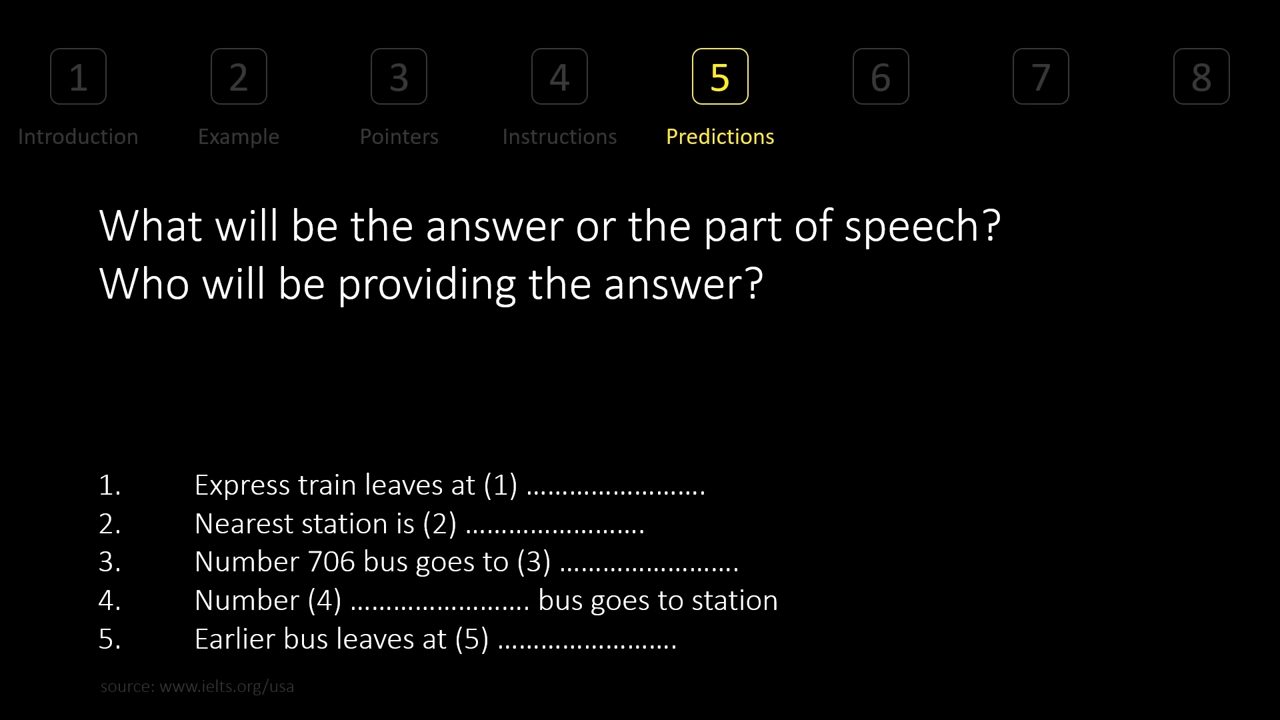 1 2 3 4 5 6 7 8
Introduction Example Pointers Instructions Predictions
What will be the answer or the part of speech?
Who will be providing the answer?
1. Express train leaves at (1) …………………….
2. Nearest station is (2) …………………….
3. Number 706 bus goes to (3) …………………….
4. Number (4) ……………………. bus goes to station
5. Earlier bus leaves at (5) …………………….
source: www.ielts.org/usa